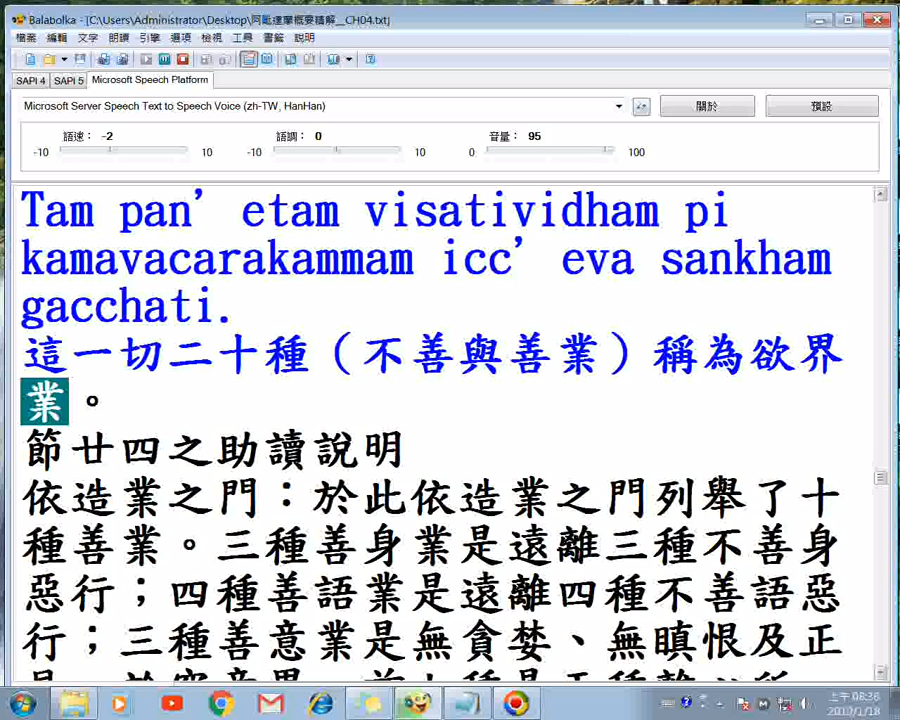 Balabolka - [C:\Users\Administrator\Desktop\阿毗達摩概要精解__CH04.txt]
檔案 編輯 文字 朗讀 引擎 選項 檢視 工具 書籤 說明
SAPI 4 SAPI 5 Microsoft Speech Platform
Microsoft Server Speech Text to Speech Voice (zh-TW, HanHan) 關於 預設
語速： -2 語調： 0 音量： 95
-10 10 -10 10 0 100
Tam pan’ etam visatividham pi
kamavacarakammam icc’ eva sankham
gacchati.
這一切二十種（不善與善業）稱為欲界
業。
節廿四之助讀說明
依造業之門：於此依造業之門列舉了十
種善業。三種善身業是遠離三種不善身
惡行；四種善語業是遠離四種不善語惡
行；三種善意業是無貪婪、無瞋恨及正
上午 08:36